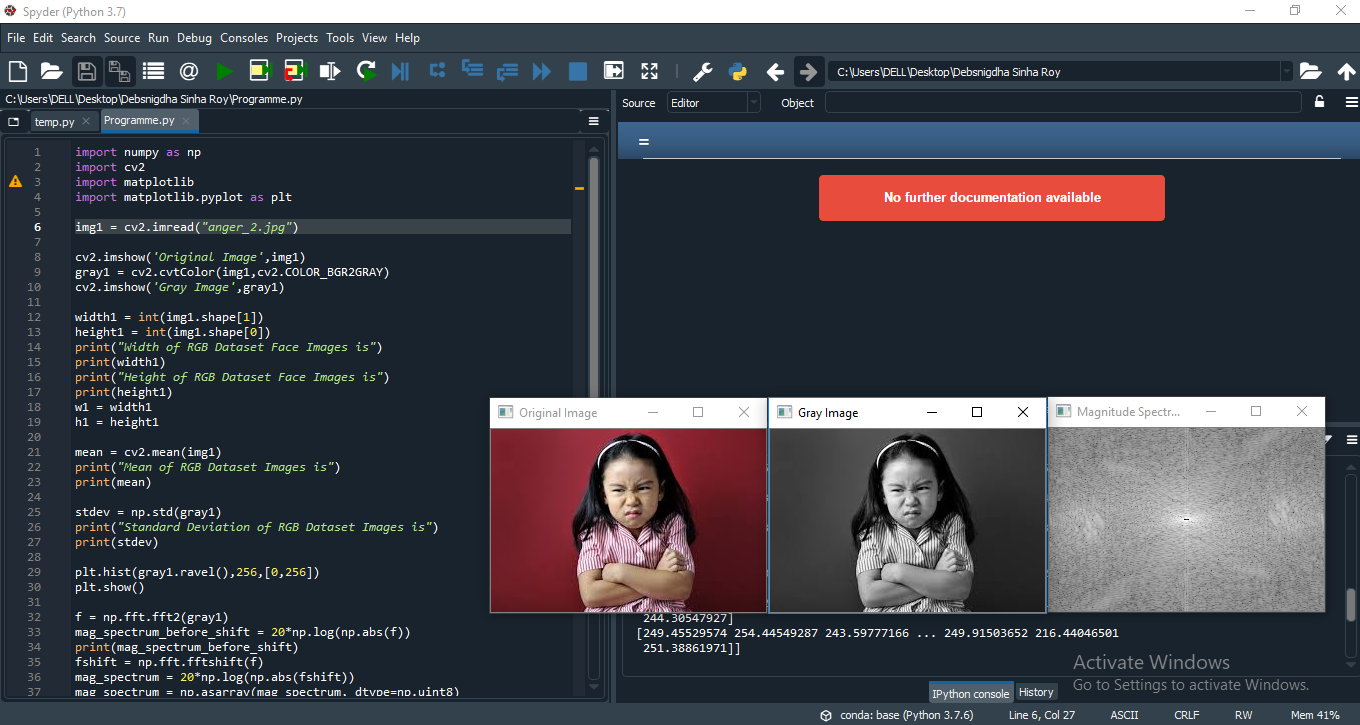 Spyder (Python 3.7)
File Edit Search Source Run Debug Consoles Projects Tools View Help
C:\Users\DELL\Desktop\Debsnigdha Sinha Roy
C:\Users\DELL\Desktop\Debsnigdha Sinha Roy\Programme.py
temp.py
Programme.py
1 import numpy as np
2 import cv2
3 import matplotlib
4 import matplotlib.pyplot as plt
5
6 img1 = cv2.imread("anger_2.jpg")
7
8 cv2.imshow('Original Image',img1)
9 gray1 = cv2.cvtColor(img1,cv2.COLOR_BGR2GRAY)
10 cv2.imshow('Gray Image',gray1)
11
12 width1 = int(img1.shape[1])
13 height1 = int(img1.shape[0])
14 print("Width of RGB Dataset Face Images is")
15 print(width1)
16 print("Height of RGB Dataset Face Images is")
17 print(height1)
18 w1 = width1
19 h1 = height1
20
21 mean = cv2.mean(img1)
22 print("Mean of RGB Dataset Images is")
23 print(mean)
24
25 stdev = np.std(gray1)
26 print("Standard Deviation of RGB Dataset Images is")
27 print(stdev)
28
29 plt.hist(gray1.ravel(),256,[0,256])
30 plt.show()
31
32 f = np.fft.fft2(gray1)
33 mag_spectrum_before_shift = 20*np.log(np.abs(f))
34 print(mag_spectrum_before_shift)
35 fshift = np.fft.fftshift(f)
36 mag_spectrum = 20*np.log(np.abs(fshift))
37 mag_spectrum = np.asarray(mag_spectrum, dtype=np.uint8)
Source Editor Object
=
No further documentation available
Original Image
Gray Image
Magnitude Spectr...
244.30547927]
[249.45529574 254.44549287 243.59777166 ... 249.91503652 216.44046501
251.38861971]]
Activate Windows
Go to Settings to activate Windows.
IPython console History
conda: base (Python 3.7.6) Line 6, Col 27 ASCII CRLF RW Mem 41%